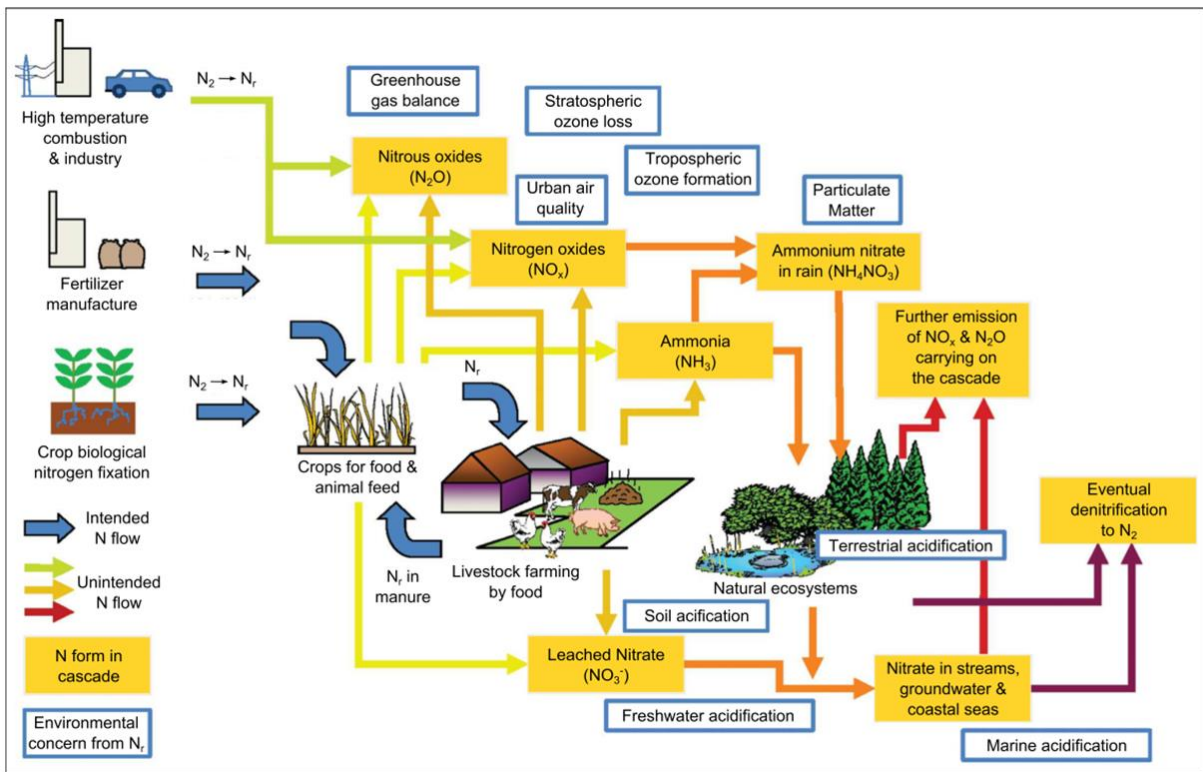 High temperature
combustion
& industry
N₂ → Nᵣ
Greenhouse
gas balance
Stratospheric
ozone loss
Nitrous oxides
(N₂O)
Tropospheric
ozone formation
Urban air
quality
Particulate
Matter
Fertilizer
manufacture
N₂ → Nᵣ
Nitrogen oxides
(NOₓ)
Ammonium nitrate
in rain (NH₄NO₃)
Further emission
of NOₓ & N₂O
carrying on
the cascade
Ammonia
(NH₃)
Crop biological
nitrogen fixation
N₂ → Nᵣ
Nᵣ
Crops for food &
animal feed
Eventual
denitrification
to N₂
Intended
N flow
Unintended
N flow
Nᵣ in
manure
Livestock farming
by food
Terrestrial acidification
Natural ecosystems
Soil acification
N form in
cascade
Leached Nitrate
(NO₃⁻)
Nitrate in streams,
groundwater &
coastal seas
Environmental
concern from Nᵣ
Freshwater acidification
Marine acidification